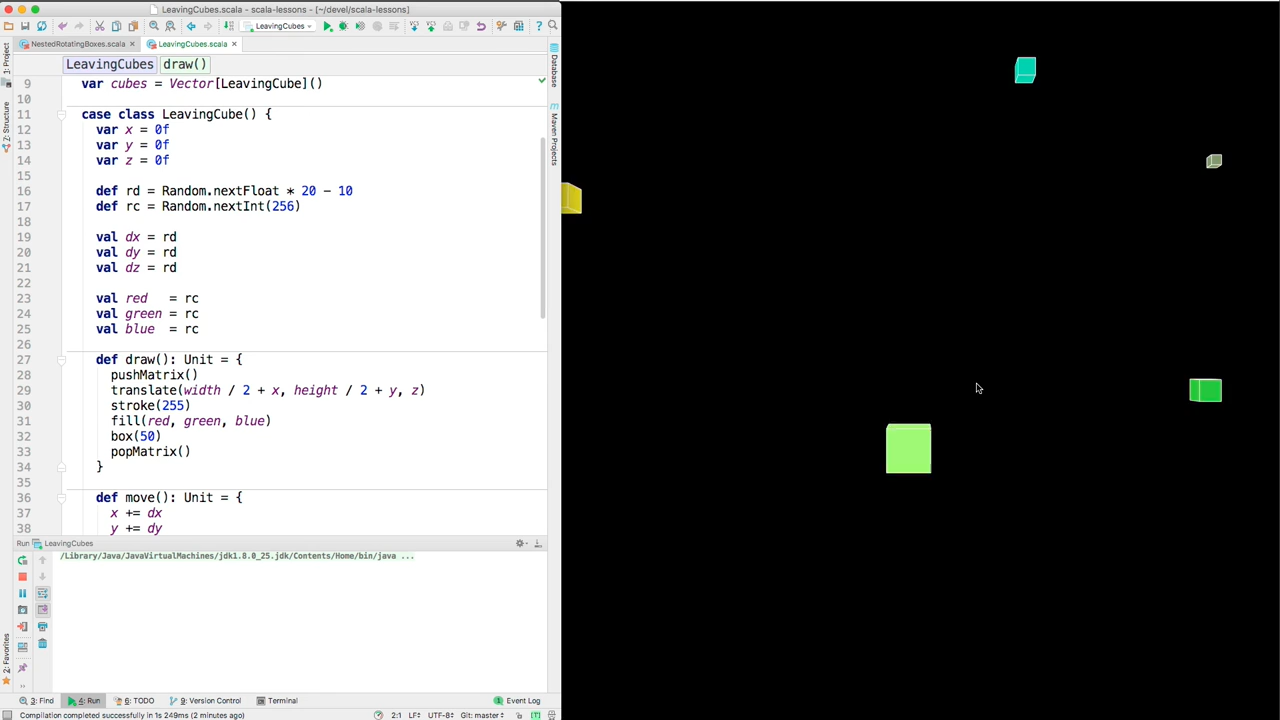 LeavingCubes.scala - scala-lessons - [~/devel/scala-lessons]
LeavingCubes
NestedRotatingBoxes.scala
LeavingCubes.scala
LeavingCubes
draw()
9 var cubes = Vector[LeavingCube]()
10
11 case class LeavingCube() {
12 var x = 0f
13 var y = 0f
14 var z = 0f
15
16 def rd = Random.nextFloat * 20 - 10
17 def rc = Random.nextInt(256)
18
19 val dx = rd
20 val dy = rd
21 val dz = rd
22
23 val red   = rc
24 val green = rc
25 val blue  = rc
26
27 def draw(): Unit = {
28 pushMatrix()
29 translate(width / 2 + x, height / 2 + y, z)
30 stroke(255)
31 fill(red, green, blue)
32 box(50)
33 popMatrix()
34 }
35
36 def move(): Unit = {
37 x += dx
38 y += dy
1: Project
7: Structure
2: Favorites
Database
Maven Projects
Run LeavingCubes
/Library/Java/JavaVirtualMachines/jdk1.8.0_25.jdk/Contents/Home/bin/java ...
3: Find
4: Run
6: TODO
9: Version Control
Terminal
Event Log
Compilation completed successfully in 1s 249ms (2 minutes ago)
2:1
LF
UTF-8
Git: master
[T]